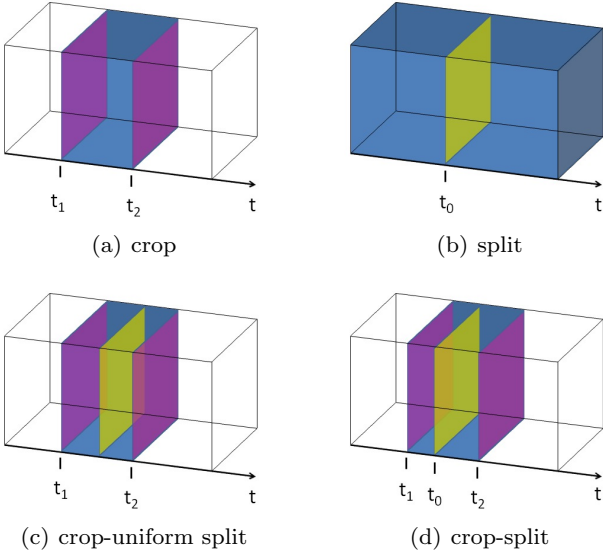 t1 t2 t
t0 t
(a) crop
(b) split
t1 t2 t
t1 t0 t2 t
(c) crop-uniform split
(d) crop-split